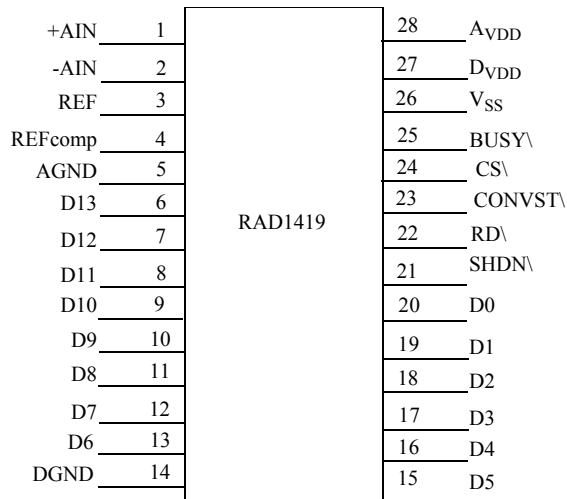 +AIN 1 28 AVDD
-AIN 2 27 DVDD
REF 3 26 VSS
REFcomp 4 25 BUSY\
AGND 5 24 CS\
D13 6 23 CONVST\
RAD1419
D12 7 22 RD\
D11 8 21 SHDN\
D10 9 20 D0
D9 10 19 D1
D8 11 18 D2
D7 12 17 D3
D6 13 16 D4
DGND 14 15 D5